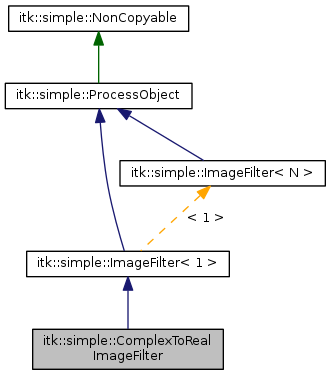 itk::simple::NonCopyable
itk::simple::ProcessObject
itk::simple::ImageFilter< N >
< 1 >
itk::simple::ImageFilter< 1 >
itk::simple::ComplexToReal
ImageFilter